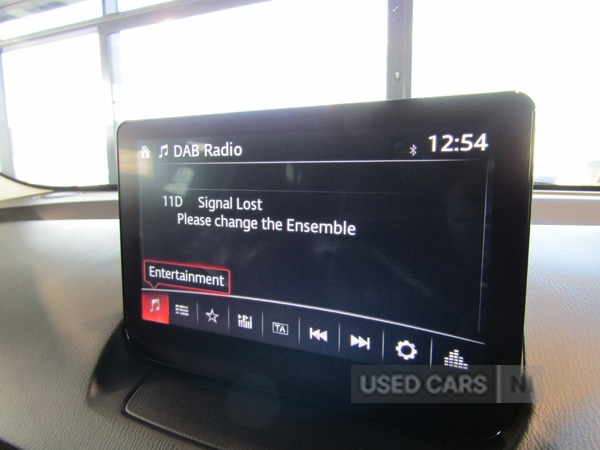 DAB Radio
12:54
11D Signal Lost
Please change the Ensemble
Entertainment
TA
USED CARS